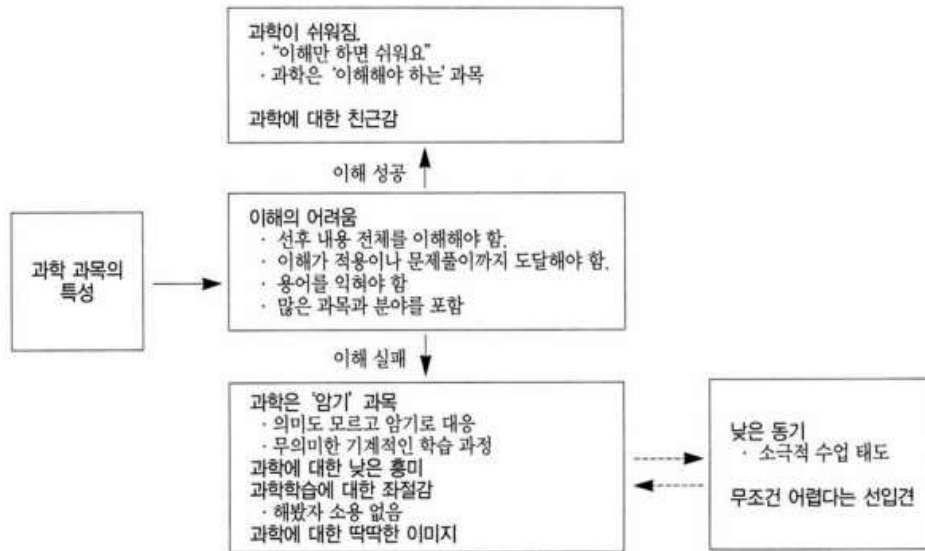 과학이 쉬워짐.
· “이해만 하면 쉬워요”
· 과학은 ‘이해해야 하는’ 과목
과학에 대한 친근감
이해 성공
과학 과목의
특성
이해의 어려움
· 선후 내용 전체를 이해해야 함.
· 이해가 적용이나 문제풀이까지 도달해야 함.
· 용어를 익혀야 함
· 많은 과목과 분야를 포함
이해 실패
과학은 ‘암기’ 과목
· 의미도 모르고 암기로 대응
· 무의미한 기계적인 학습 과정
과학에 대한 낮은 흥미
과학학습에 대한 좌절감
· 해봤자 소용 없음
과학에 대한 딱딱한 이미지
낮은 동기
· 소극적 수업 태도
무조건 어렵다는 선입견